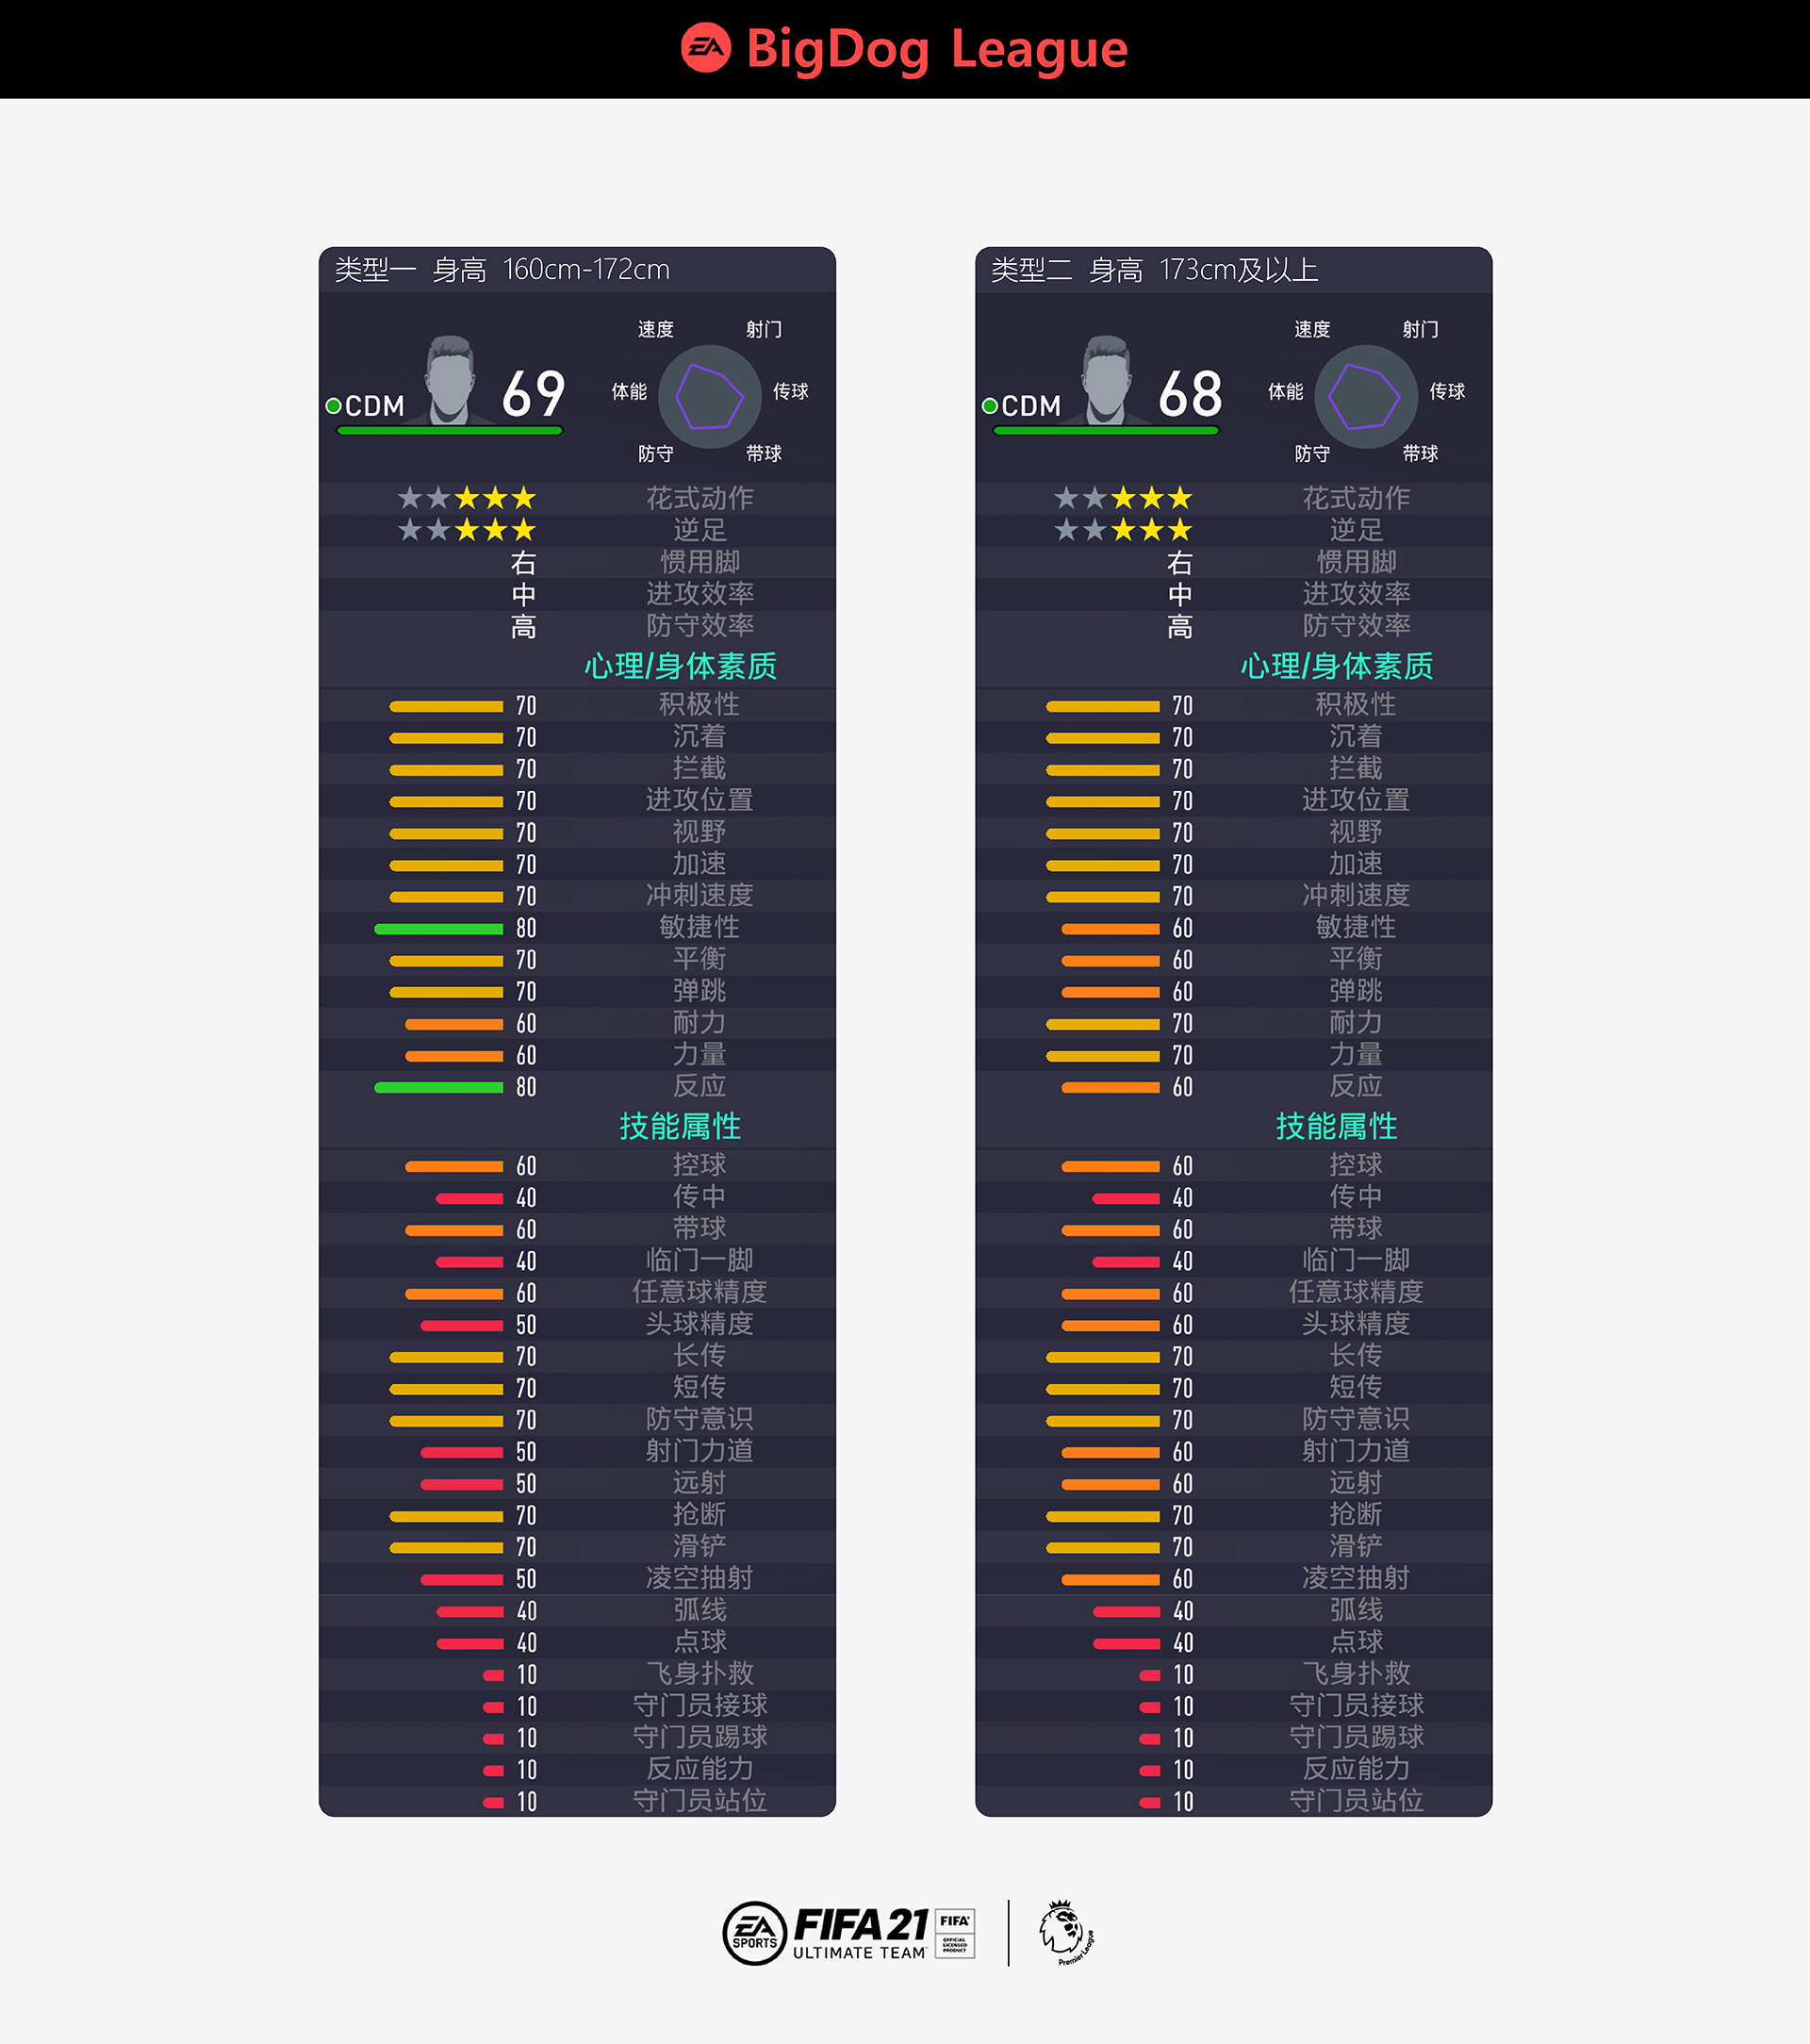 EA BigDog League
类型一 身高 160cm-172cm
速度 射门
体能 传球
CDM 69
防守 带球
花式动作
逆足
右 惯用脚
中 进攻效率
高 防守效率
心理/身体素质
70 积极性
70 沉着
70 拦截
70 进攻位置
70 视野
70 加速
70 冲刺速度
80 敏捷性
70 平衡
70 弹跳
60 耐力
60 力量
80 反应
技能属性
60 控球
40 传中
60 带球
40 临门一脚
60 任意球精度
50 头球精度
70 长传
70 短传
70 防守意识
50 射门力道
50 远射
70 抢断
70 滑铲
50 凌空抽射
40 弧线
40 点球
10 飞身扑救
10 守门员接球
10 守门员踢球
10 反应能力
10 守门员站位
类型二 身高 173cm及以上
速度 射门
体能 传球
CDM 68
防守 带球
花式动作
逆足
右 惯用脚
中 进攻效率
高 防守效率
心理/身体素质
70 积极性
70 沉着
70 拦截
70 进攻位置
70 视野
70 加速
70 冲刺速度
60 敏捷性
60 平衡
60 弹跳
70 耐力
70 力量
60 反应
技能属性
60 控球
40 传中
60 带球
40 临门一脚
60 任意球精度
60 头球精度
70 长传
70 短传
70 防守意识
60 射门力道
60 远射
70 抢断
70 滑铲
60 凌空抽射
40 弧线
40 点球
10 飞身扑救
10 守门员接球
10 守门员踢球
10 反应能力
10 守门员站位
EA SPORTS
FIFA 21
ULTIMATE TEAM
FIFA
OFFICIAL
LICENSED
PRODUCT
Premier League